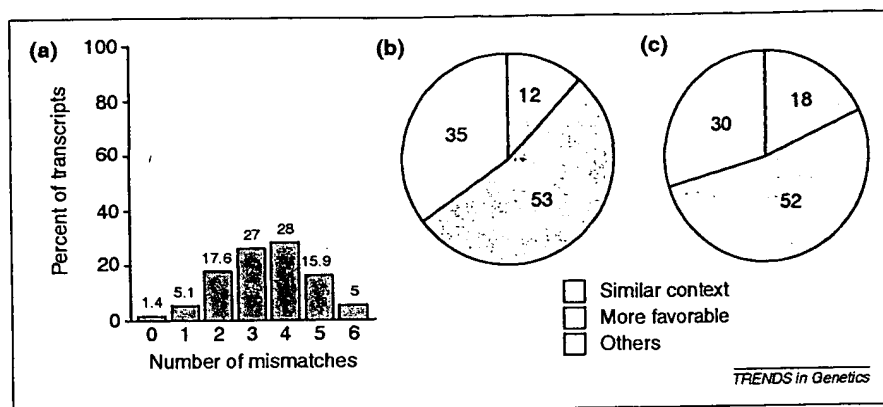 (a)
Percent of transcripts
100
80
60
40
20
0
1.4
5.1
17.6
27
28
15.9
5
0 1 2 3 4 5 6
Number of mismatches
(b)
12
35
53
(c)
18
30
52
Similar context
More favorable
Others
TRENDS in Genetics